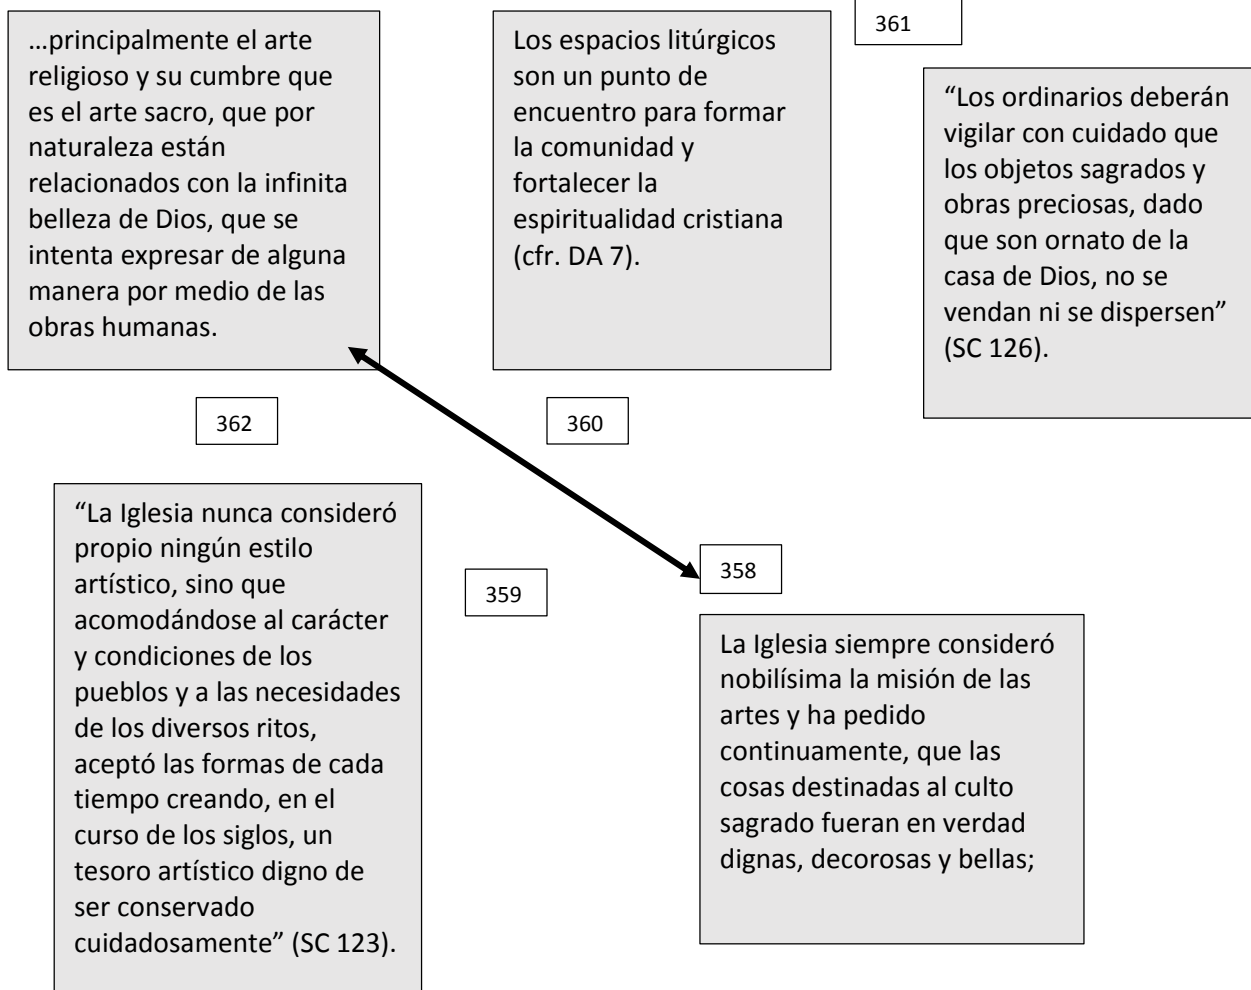 …principalmente el arte
religioso y su cumbre que
es el arte sacro, que por
naturaleza están
relacionados con la infinita
belleza de Dios, que se
intenta expresar de alguna
manera por medio de las
obras humanas.
Los espacios litúrgicos
son un punto de
encuentro para formar
la comunidad y
fortalecer la
espiritualidad cristiana
(cfr. DA 7).
361
“Los ordinarios deberán
vigilar con cuidado que
los objetos sagrados y
obras preciosas, dado
que son ornato de la
casa de Dios, no se
vendan ni se dispersen”
(SC 126).
362
360
“La Iglesia nunca consideró
propio ningún estilo
artístico, sino que
acomodándose al carácter
y condiciones de los
pueblos y a las necesidades
de los diversos ritos,
aceptó las formas de cada
tiempo creando, en el
curso de los siglos, un
tesoro artístico digno de
ser conservado
cuidadosamente” (SC 123).
359
358
La Iglesia siempre consideró
nobilísima la misión de las
artes y ha pedido
continuamente, que las
cosas destinadas al culto
sagrado fueran en verdad
dignas, decorosas y bellas;